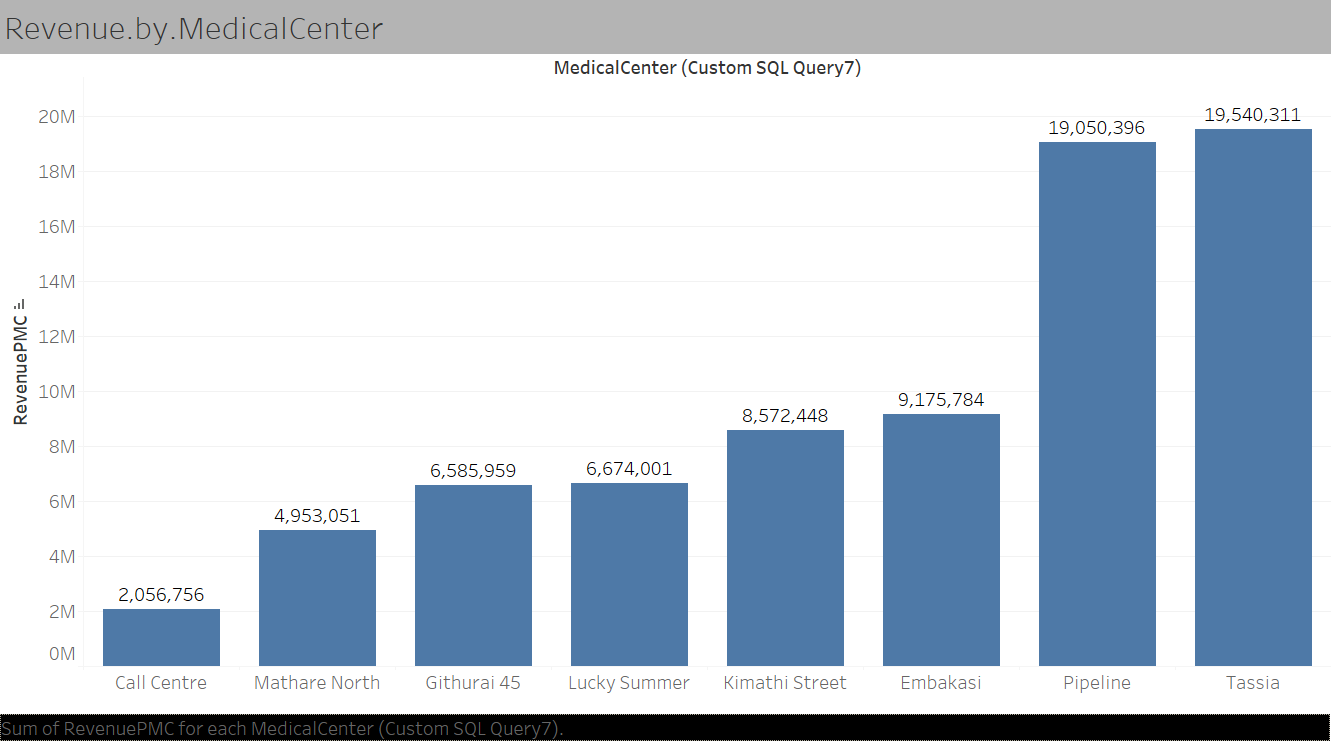 Revenue.by.MedicalCenter
MedicalCenter (Custom SQL Query7)
RevenuePMC
20M
18M
16M
14M
12M
10M
8M
6M
4M
2M
0M
2,056,756
4,953,051
6,585,959
6,674,001
8,572,448
9,175,784
19,050,396
19,540,311
Call Centre
Mathare North
Githurai 45
Lucky Summer
Kimathi Street
Embakasi
Pipeline
Tassia
Sum of RevenuePMC for each MedicalCenter (Custom SQL Query7).